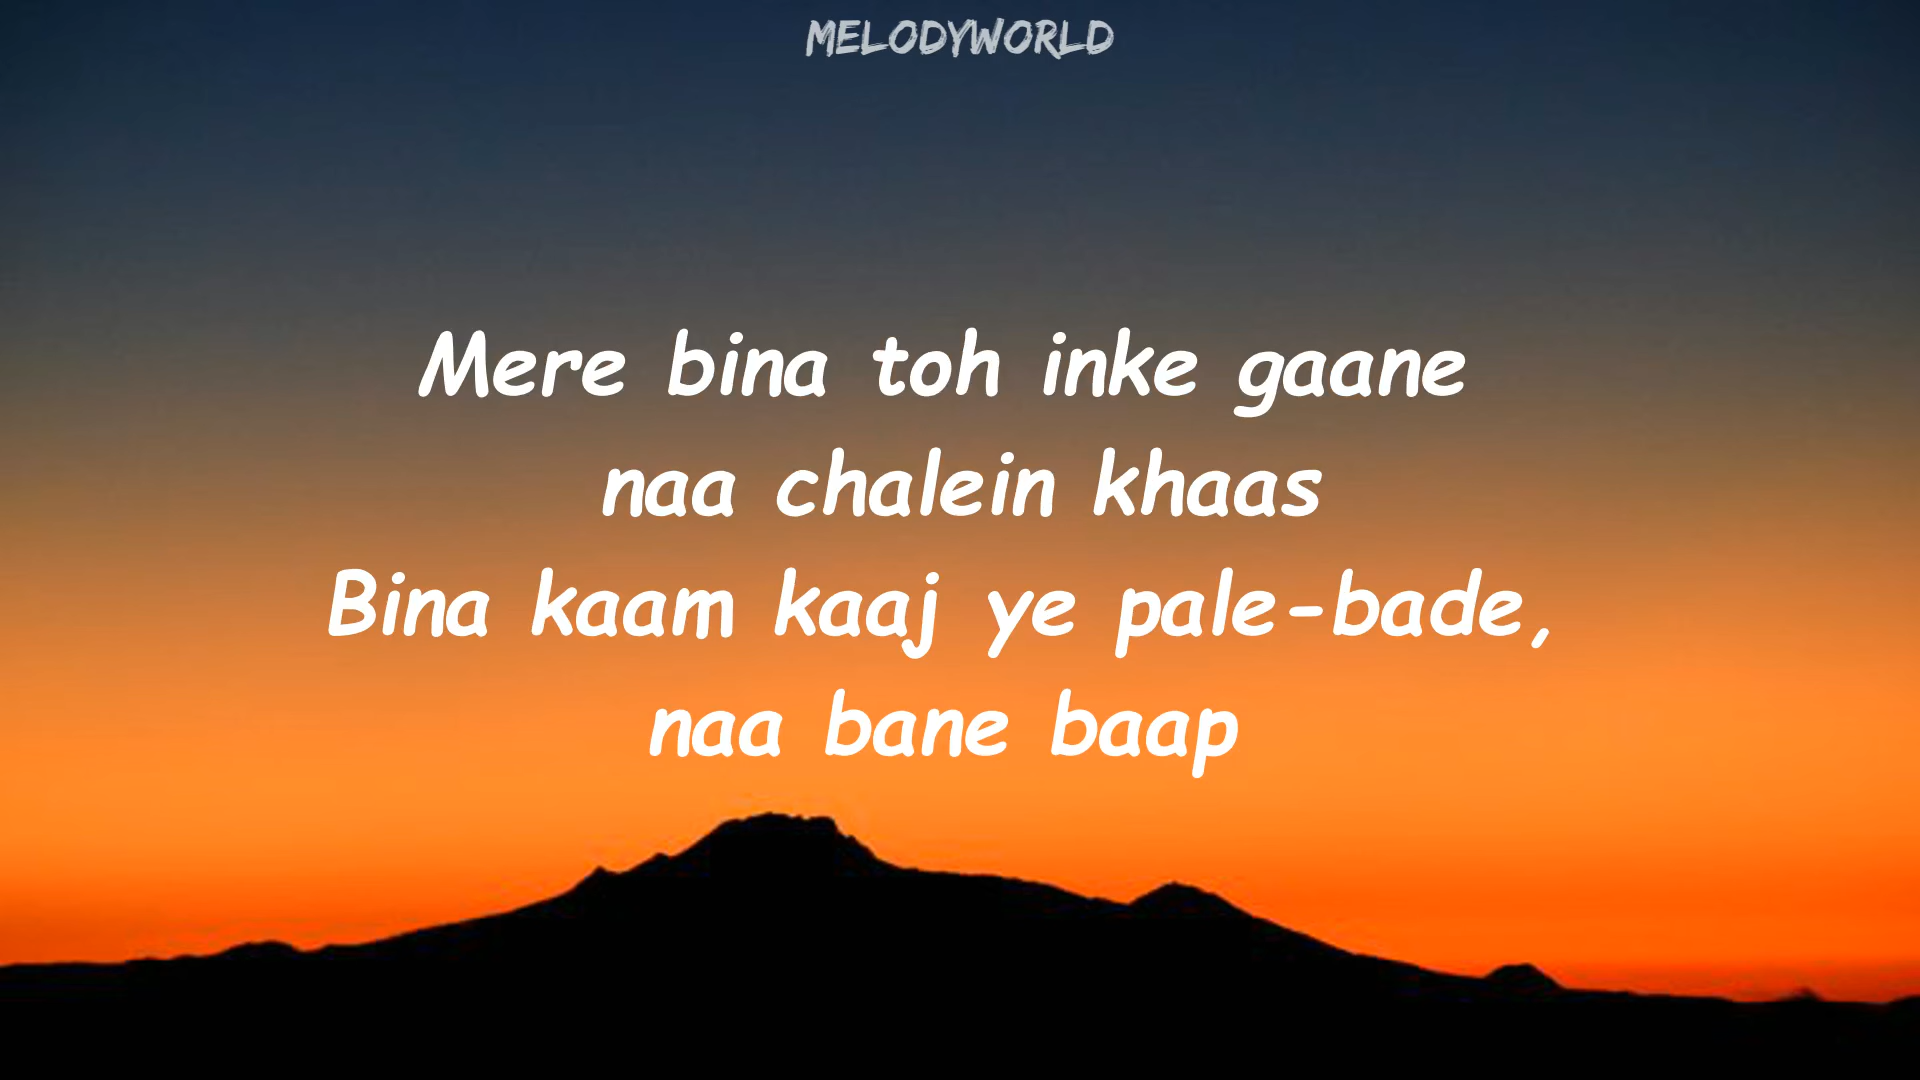 MELODYWORLD
Mere bina toh inke gaane
naa chalein khaas
Bina kaam kaaj ye pale-bade,
naa bane baap